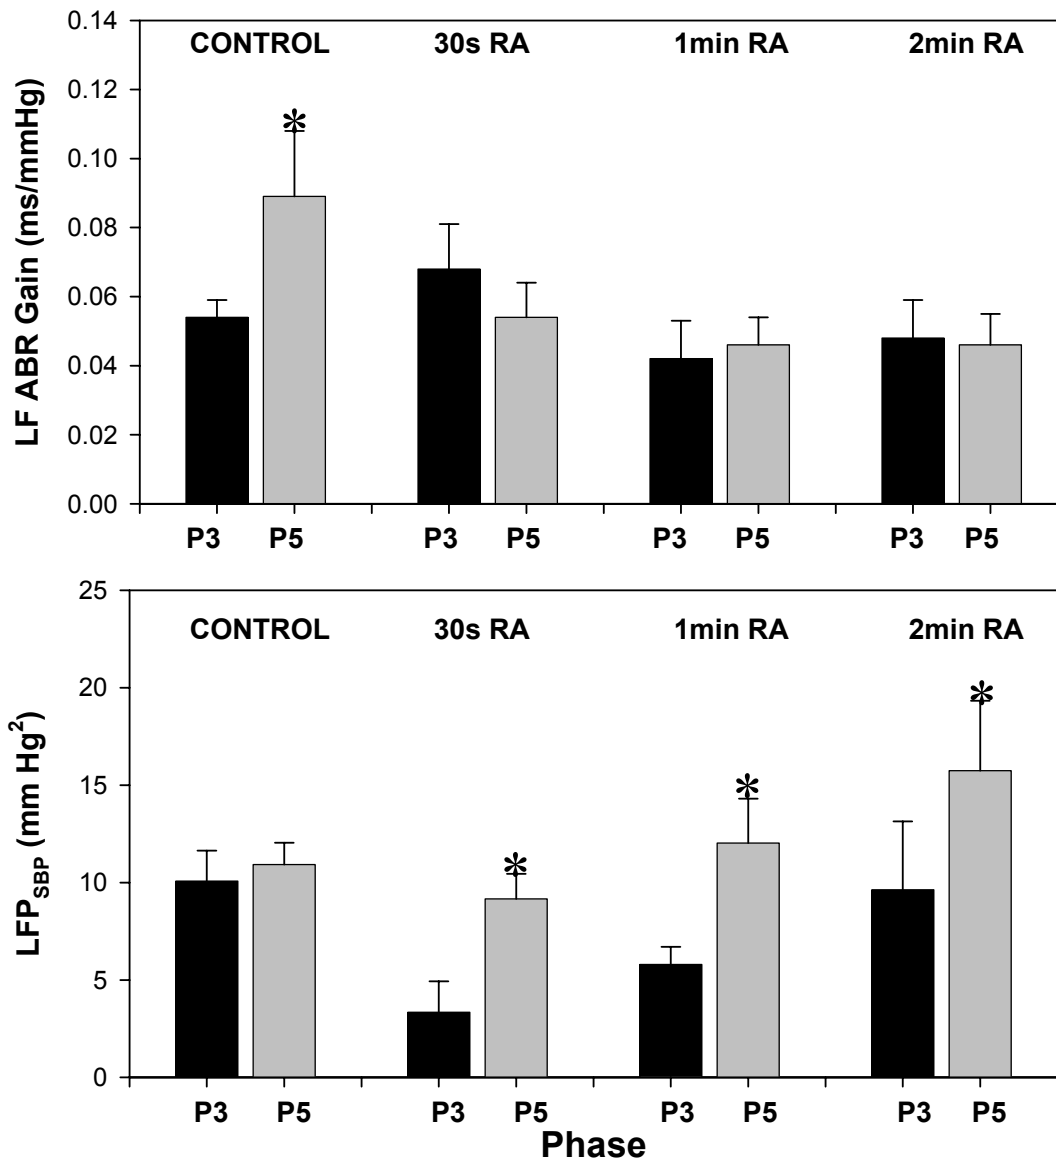 LF ABR Gain (ms/mmHg)
0.14
0.12
0.10
0.08
0.06
0.04
0.02
0.00
CONTROL 30s RA 1min RA 2min RA
*
P3 P5 P3 P5 P3 P5 P3 P5
LFP_SBP (mm Hg²)
25
20
15
10
5
0
CONTROL 30s RA 1min RA 2min RA
* * *
P3 P5 P3 P5 P3 P5 P3 P5
Phase